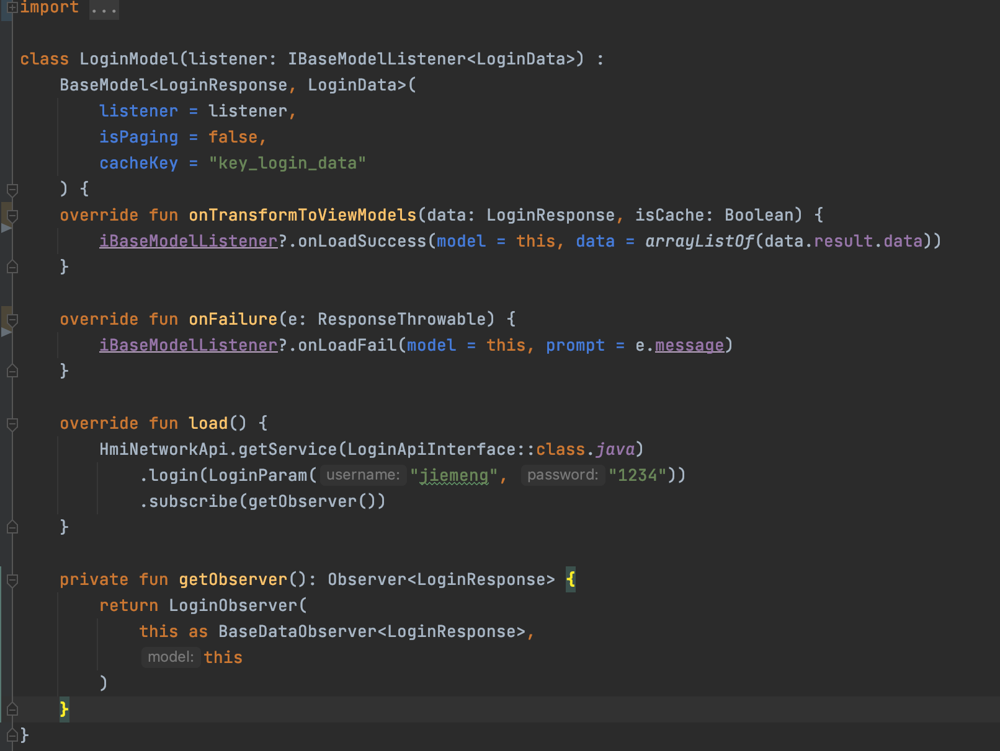 import ...
class LoginModel(listener: IBaseModelListener<LoginData>) :
    BaseModel<LoginResponse, LoginData>(
        listener = listener,
        isPaging = false,
        cacheKey = "key_login_data"
    ) {
    override fun onTransformToViewModels(data: LoginResponse, isCache: Boolean) {
        iBaseModelListener?.onLoadSuccess(model = this, data = arrayListOf(data.result.data))
    }
    override fun onFailure(e: ResponseThrowable) {
        iBaseModelListener?.onLoadFail(model = this, prompt = e.message)
    }
    override fun load() {
        HmiNetworkApi.getService(LoginApiInterface::class.java)
            .login(LoginParam( username: "jiemeng", password: "1234"))
            .subscribe(getObserver())
    }
    private fun getObserver(): Observer<LoginResponse> {
        return LoginObserver(
            this as BaseDataObserver<LoginResponse>,
            model: this
        )
    }
}